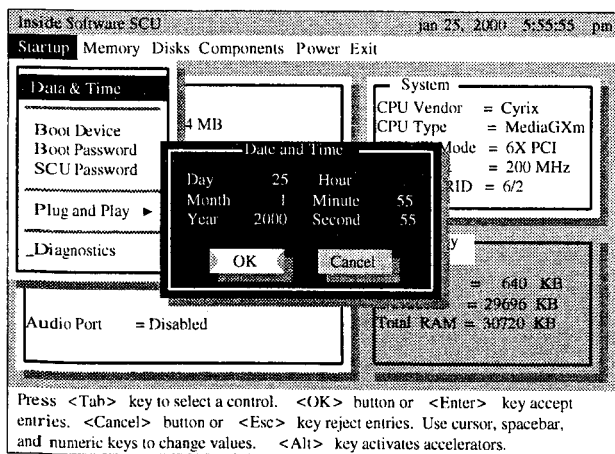 Inside Software SCU jan 25, 2000 5:55:55 pm
Startup Memory Disks Components Power Exit
Data & Time
Boot Device
Boot Password
SCU Password
Plug and Play ►
_Diagnostics
4 MB
Audio Port = Disabled
System
CPU Vendor = Cyrix
CPU Type = MediaGXm
Mode = 6X PCI
= 200 MHz
RID = 6/2
Date and Time
Day 25 Hour
Month 1 Minute 55
Year 2000 Second 55
OK Cancel
y
= 640 KB
= 29696 KB
Total RAM = 30720 KB
Press <Tab> key to select a control. <OK> button or <Enter> key accept
entries. <Cancel> button or <Esc> key reject entries. Use cursor, spacebar,
and numeric keys to change values. <Alt> key activates accelerators.